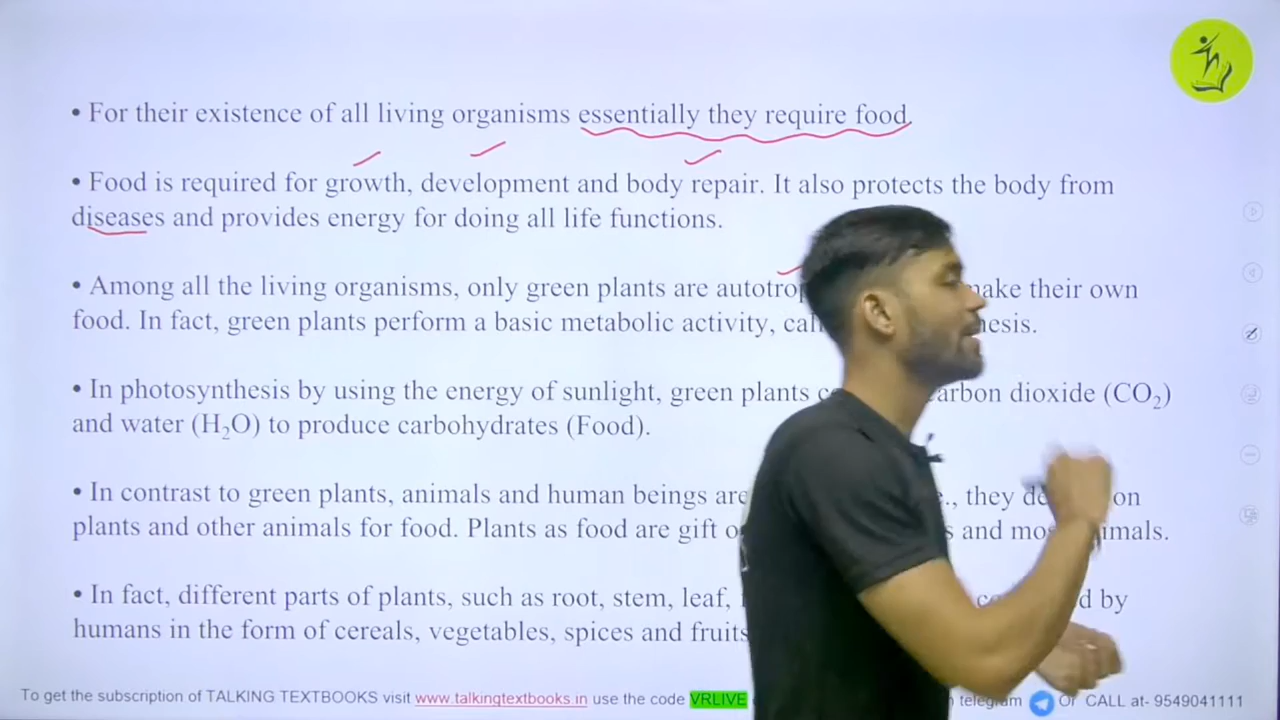 • For their existence of all living organisms essentially they require food.
• Food is required for growth, development and body repair. It also protects the body from
diseases and provides energy for doing all life functions.
• Among all the living organisms, only green plants are make their own
food. In fact, green plants perform a basic metabolic activity,
• In photosynthesis by using the energy of sunlight, green plants carbon dioxide (CO₂)
and water (H₂O) to produce carbohydrates (Food).
• In contrast to green plants, animals and human beings are they on
plants and other animals for food. Plants as food are gift and
• In fact, different parts of plants, such as root, stem, leaf, by
humans in the form of cereals, vegetables, spices and fruits
To get the subscription of TALKING TEXTBOOKS visit www.talkingtextbooks.in use the code VRLIVE telegram Or CALL at- 9549041111